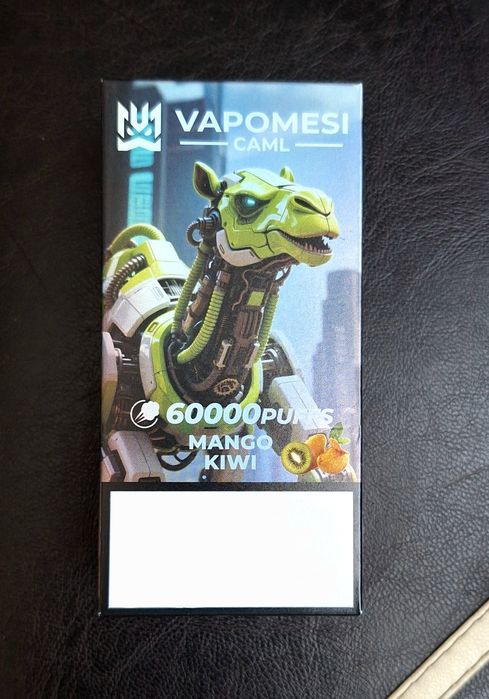 VAPOMESI
CAML
60000PUFFS
MANGO
KIWI